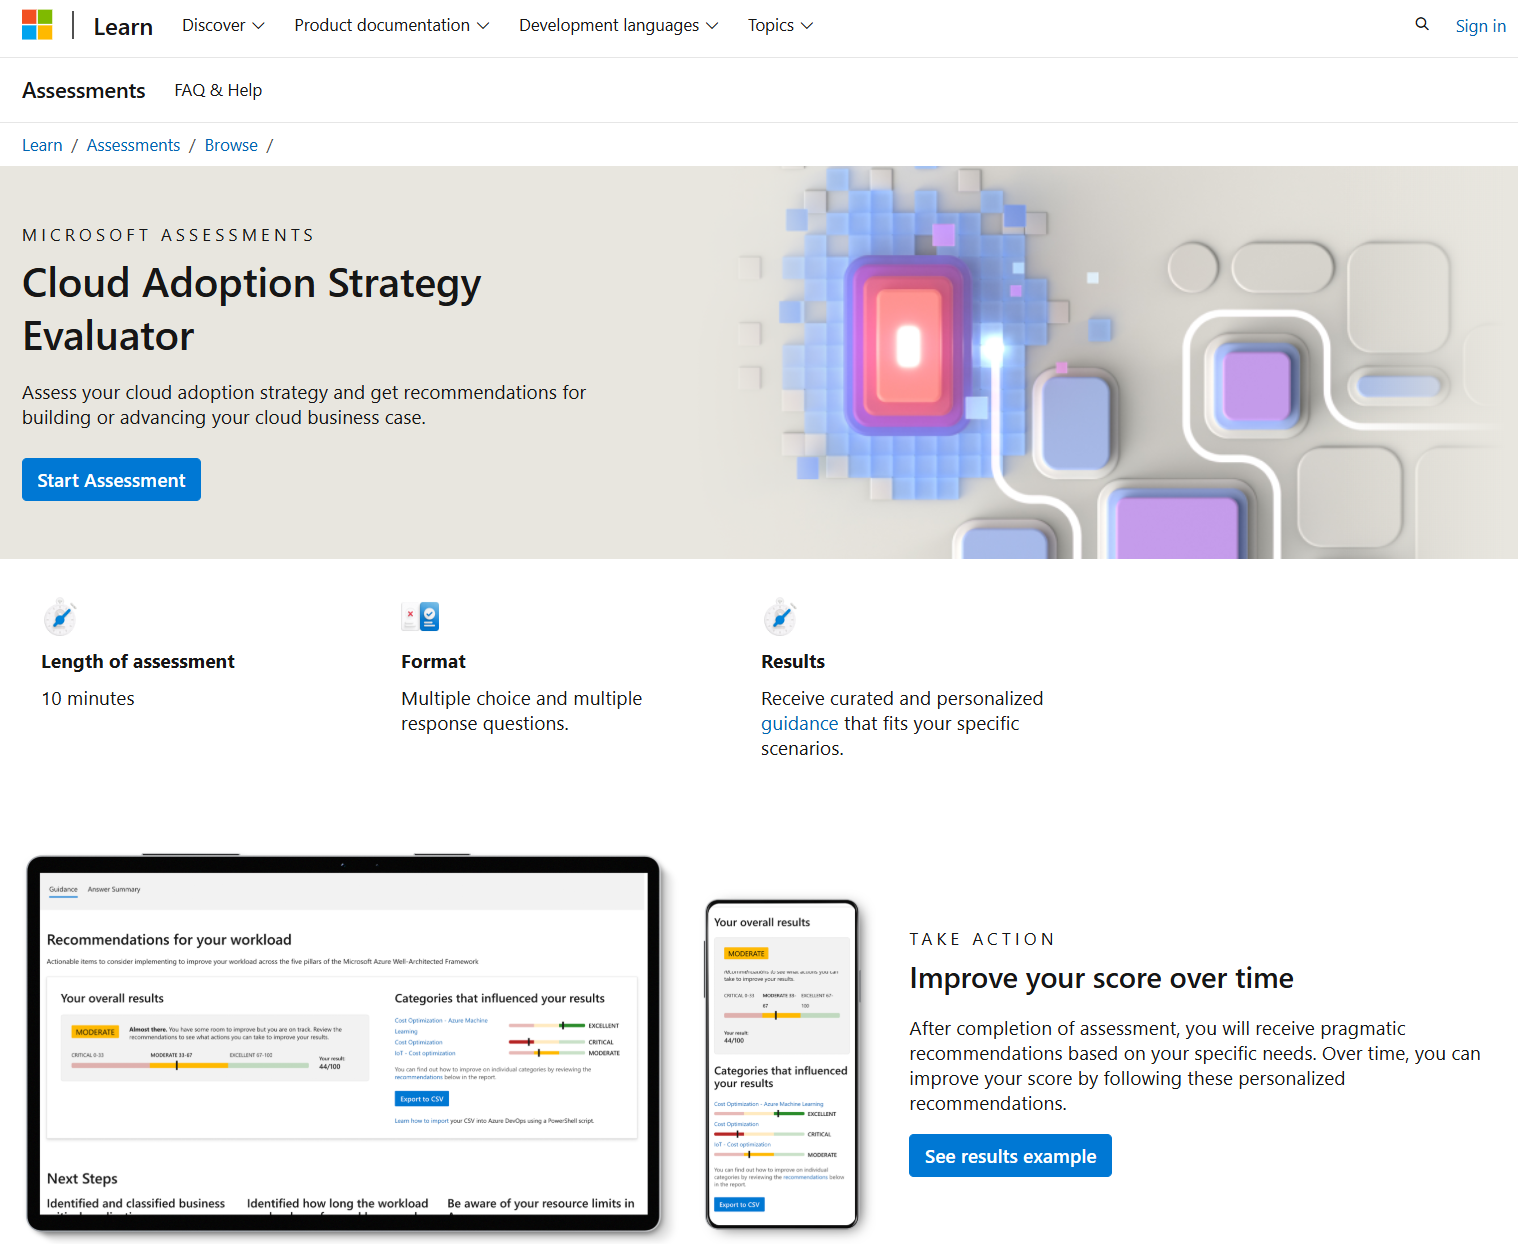 Learn
Discover
Product documentation
Development languages
Topics
Sign in
Assessments
FAQ & Help
Learn / Assessments / Browse /
MICROSOFT ASSESSMENTS
Cloud Adoption Strategy
Evaluator
Assess your cloud adoption strategy and get recommendations for
building or advancing your cloud business case.
Start Assessment
Length of assessment
10 minutes
Format
Multiple choice and multiple
response questions.
Results
Receive curated and personalized
guidance that fits your specific
scenarios.
Guidance
Answer Summary
Recommendations for your workload
Actionable items to consider implementing to improve your workload across the five pillars of the Microsoft Azure Well-Architected Framework
Your overall results
MODERATE
Almost there. You have some room to improve but you are on track. Review the
recommendations to see what actions you can take to improve your results.
CRITICAL 0-33
MODERATE 33-67
EXCELLENT 67-100
Your result:
44/100
Categories that influenced your results
Cost Optimization - Azure Machine
Learning
EXCELLENT
Cost Optimization
CRITICAL
IoT - Cost optimization
MODERATE
You can find out how to improve on individual categories by reviewing the
recommendations below in the report.
Export to CSV
Learn how to import your CSV into Azure DevOps using a PowerShell script.
Next Steps
Identified and classified business
Identified how long the workload
Be aware of your resource limits in
Your overall results
MODERATE
recommendations to see what actions you can
take to improve your results.
CRITICAL 0-33
MODERATE 33-
67
EXCELLENT 67-
100
Your result:
44/100
Categories that influenced
your results
Cost Optimization - Azure Machine Learning
EXCELLENT
Cost Optimization
CRITICAL
IoT - Cost optimization
MODERATE
You can find out how to improve on individual
categories by reviewing the recommendations below
in the report.
Export to CSV
TAKE ACTION
Improve your score over time
After completion of assessment, you will receive pragmatic
recommendations based on your specific needs. Over time, you can
improve your score by following these personalized
recommendations.
See results example